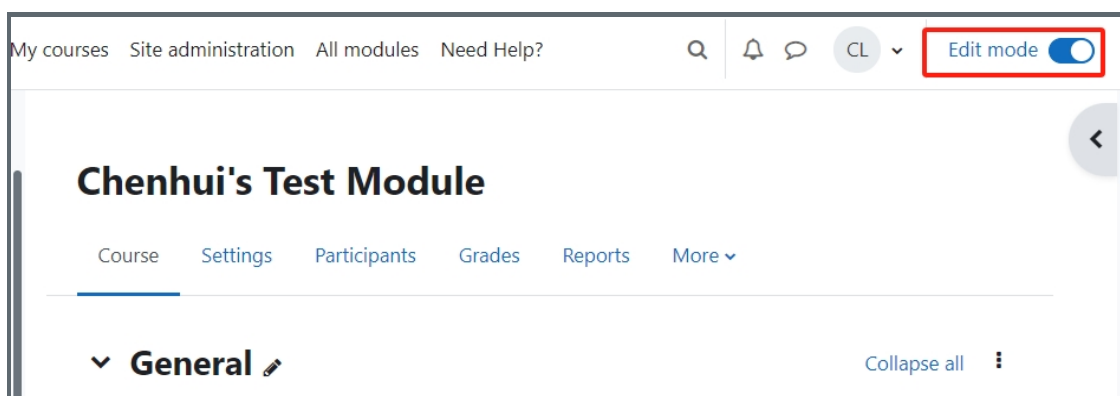 My courses Site administration All modules Need Help? CL Edit mode
Chenhui's Test Module
Course Settings Participants Grades Reports More
General Collapse all